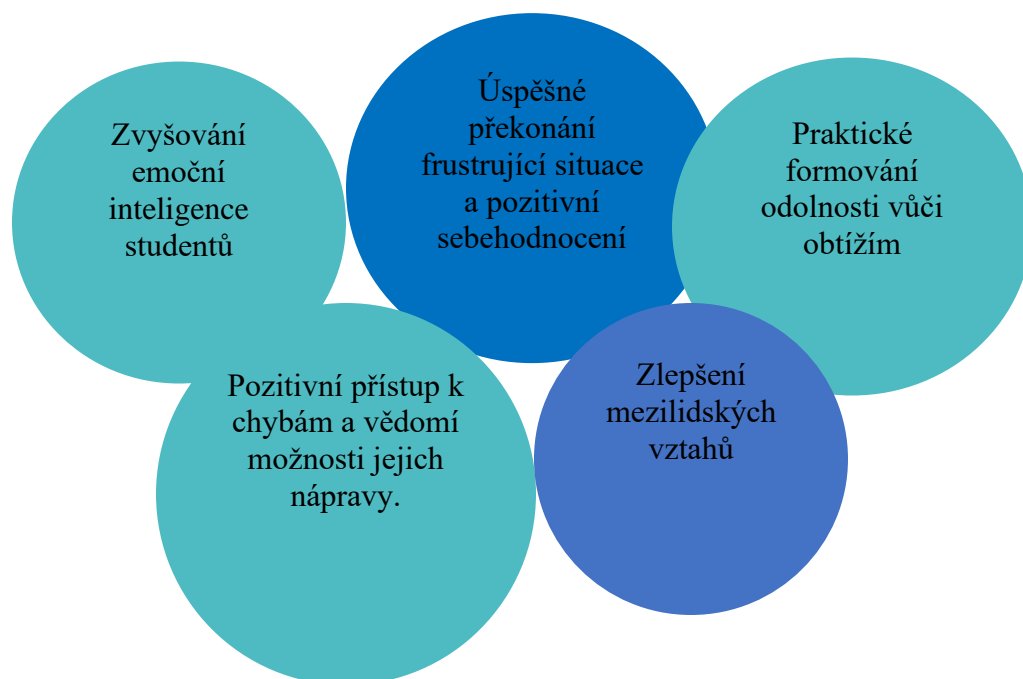 Zvyšování
emoční
inteligence
studentů
Úspěšné
překonání
frustrující situace
a pozitivní
sebehodnocení
Praktické
formování
odolnosti vůči
obtížím
Pozitivní přístup k
chybám a vědomí
možnosti jejich
nápravy.
Zlepšení
mezilidských
vztahů